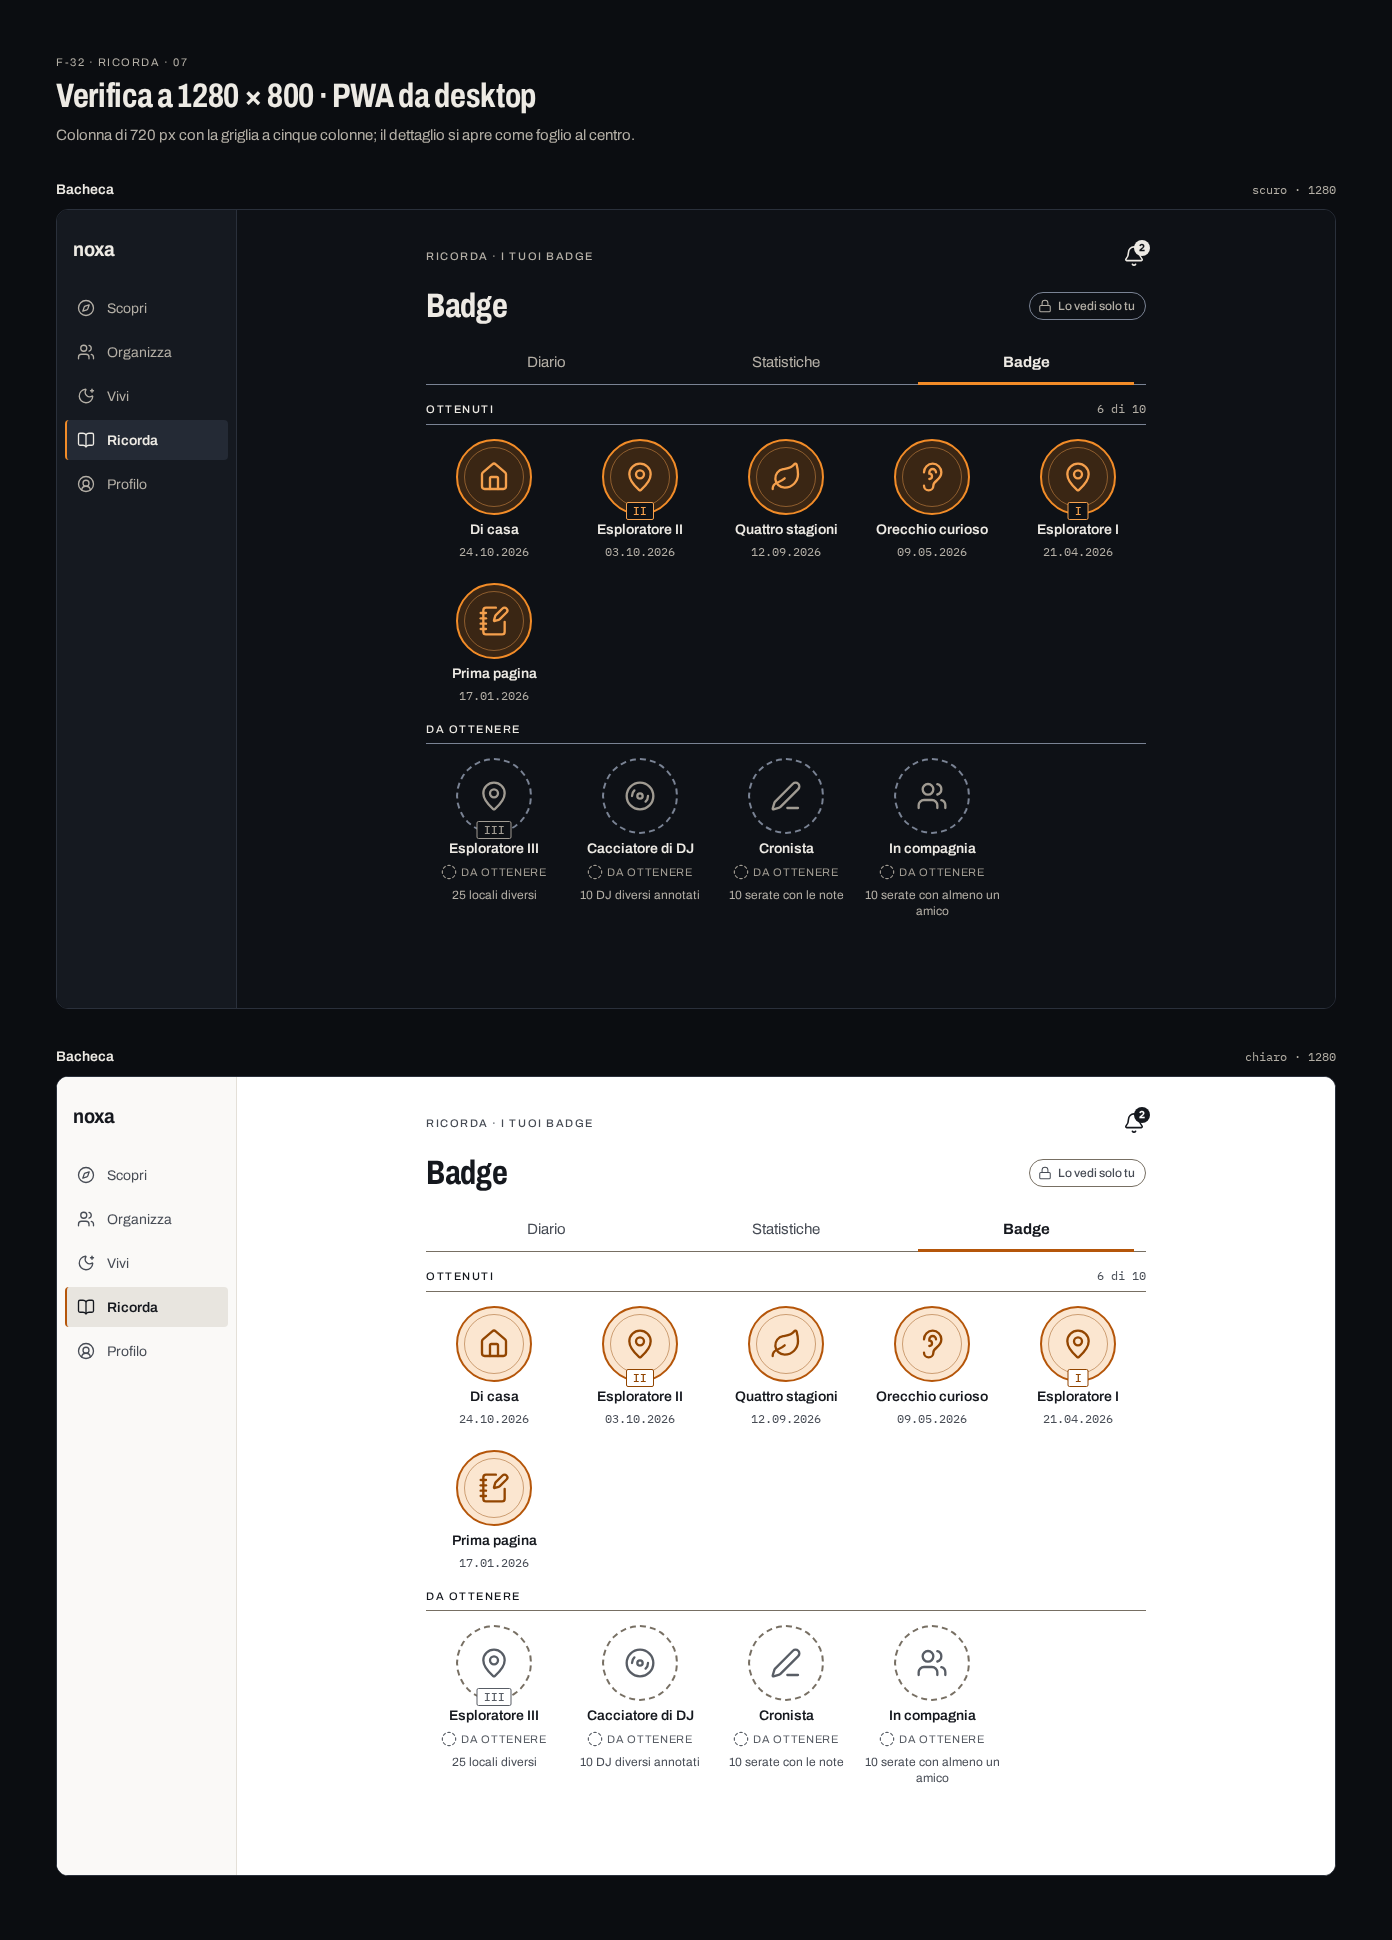 F-32 · RICORDA · 07
Verifica a 1280 × 800 · PWA da desktop
Colonna di 720 px con la griglia a cinque colonne; il dettaglio si apre come foglio al centro.
Bacheca
scuro · 1280
noxa
Scopri
Organizza
Vivi
Ricorda
Profilo
RICORDA · I TUOI BADGE
2
Badge
Lo vedi solo tu
Diario
Statistiche
Badge
OTTENUTI
6 di 10
II
I
Di casa
Esploratore II
Quattro stagioni
Orecchio curioso
Esploratore I
24.10.2026
03.10.2026
12.09.2026
09.05.2026
21.04.2026
Prima pagina
17.01.2026
DA OTTENERE
III
Esploratore III
Cacciatore di DJ
Cronista
In compagnia
DA OTTENERE
DA OTTENERE
DA OTTENERE
DA OTTENERE
25 locali diversi
10 DJ diversi annotati
10 serate con le note
10 serate con almeno un
amico
Bacheca
chiaro · 1280
noxa
Scopri
Organizza
Vivi
Ricorda
Profilo
RICORDA · I TUOI BADGE
2
Badge
Lo vedi solo tu
Diario
Statistiche
Badge
OTTENUTI
6 di 10
II
I
Di casa
Esploratore II
Quattro stagioni
Orecchio curioso
Esploratore I
24.10.2026
03.10.2026
12.09.2026
09.05.2026
21.04.2026
Prima pagina
17.01.2026
DA OTTENERE
III
Esploratore III
Cacciatore di DJ
Cronista
In compagnia
DA OTTENERE
DA OTTENERE
DA OTTENERE
DA OTTENERE
25 locali diversi
10 DJ diversi annotati
10 serate con le note
10 serate con almeno un
amico